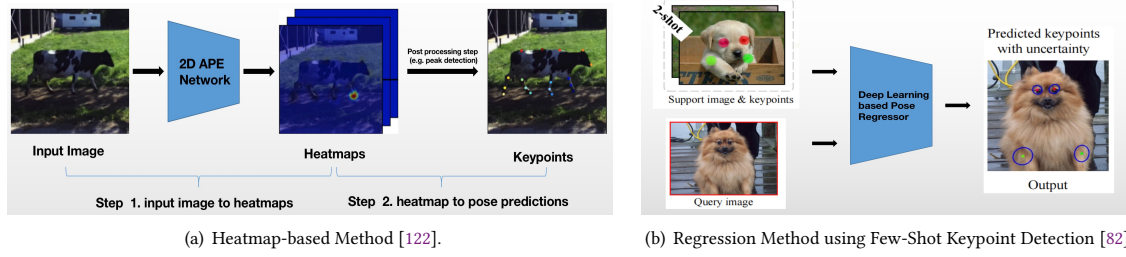 2D APE
Network
Post processing step
(e.g. peak detection)
Input Image
Heatmaps
Keypoints
Step 1. input image to heatmaps
Step 2. heatmap to pose predictions
(a) Heatmap-based Method [122].
2-shot
Support image & keypoints
Query image
Deep Learning
based Pose
Regressor
Predicted keypoints
with uncertainty
Output
(b) Regression Method using Few-Shot Keypoint Detection [82]